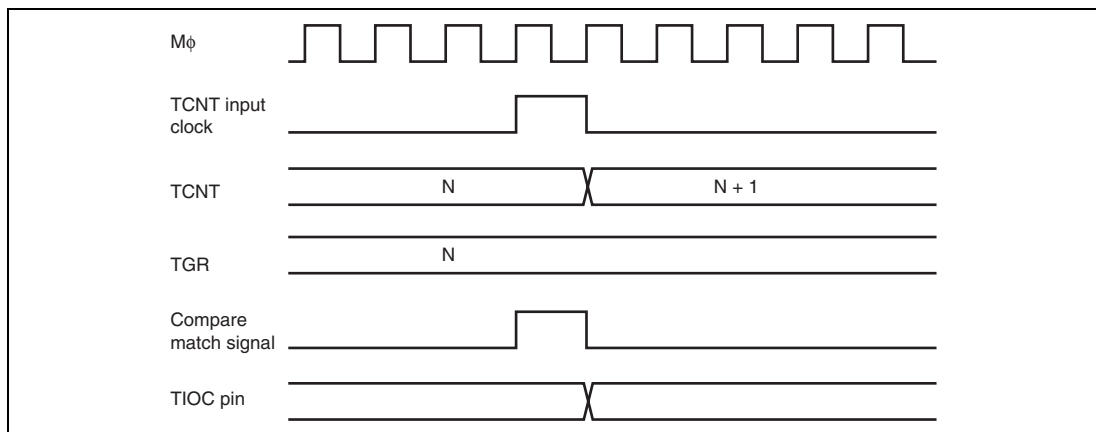 Mφ
TCNT input
clock
TCNT
N
N + 1
TGR
N
Compare
match signal
TIOC pin